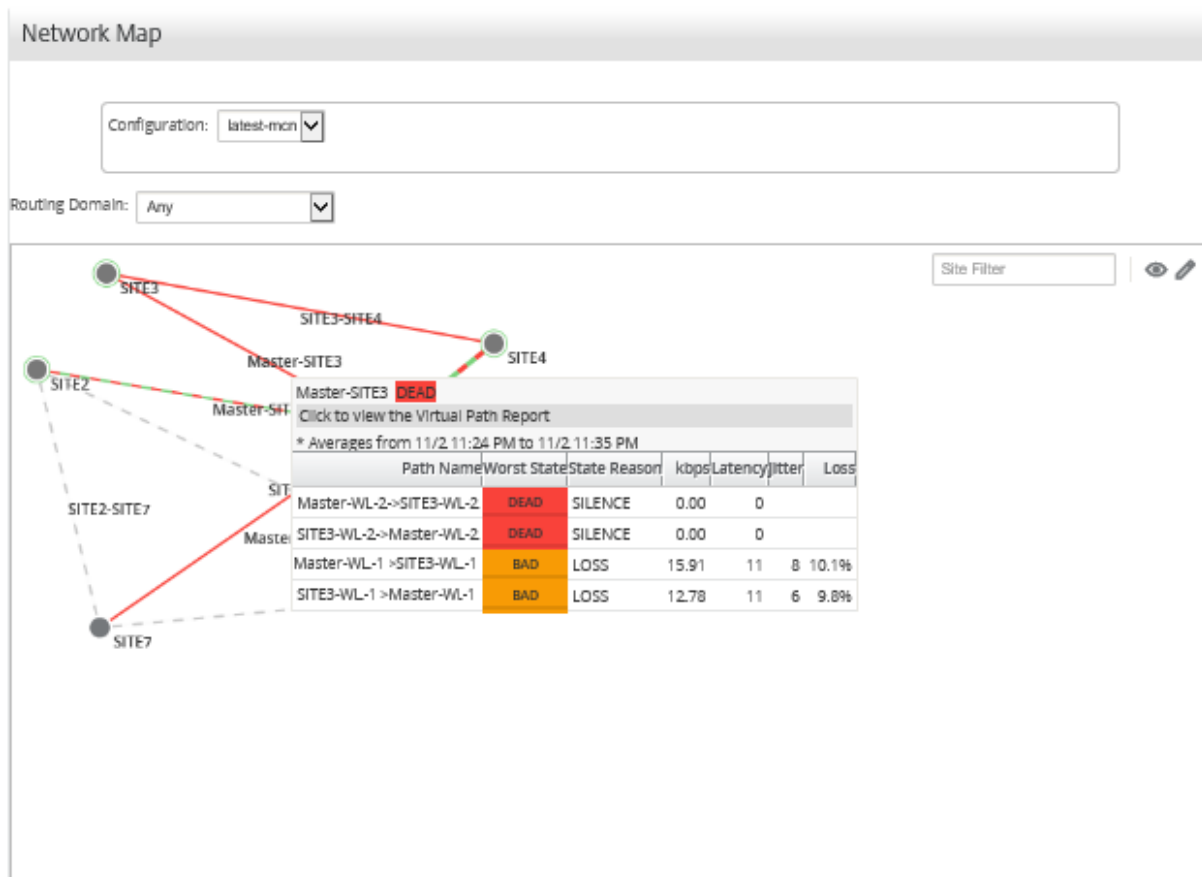 Network Map
Configuration: latest-mcn
Routing Domain: Any
Site Filter
SITE3
SITE3-SITE4
SITE4
Master-SITE3
SITE2
Master-SIT
Master-SITE3 DEAD
Click to view the Virtual Path Report
* Averages from 11/2 11:24 PM to 11/2 11:35 PM
Path Name Worst State State Reason kbps Latency Jitter Loss
SIT
Master-WL-2->SITE3-WL-2 DEAD SILENCE 0.00 0
SITE2-SITE7
Master
SITE3-WL-2->Master-WL-2 DEAD SILENCE 0.00 0
Master-WL-1 >SITE3-WL-1 BAD LOSS 15.91 11 8 10.1%
SITE3-WL-1 >Master-WL-1 BAD LOSS 12.78 11 6 9.8%
SITE7